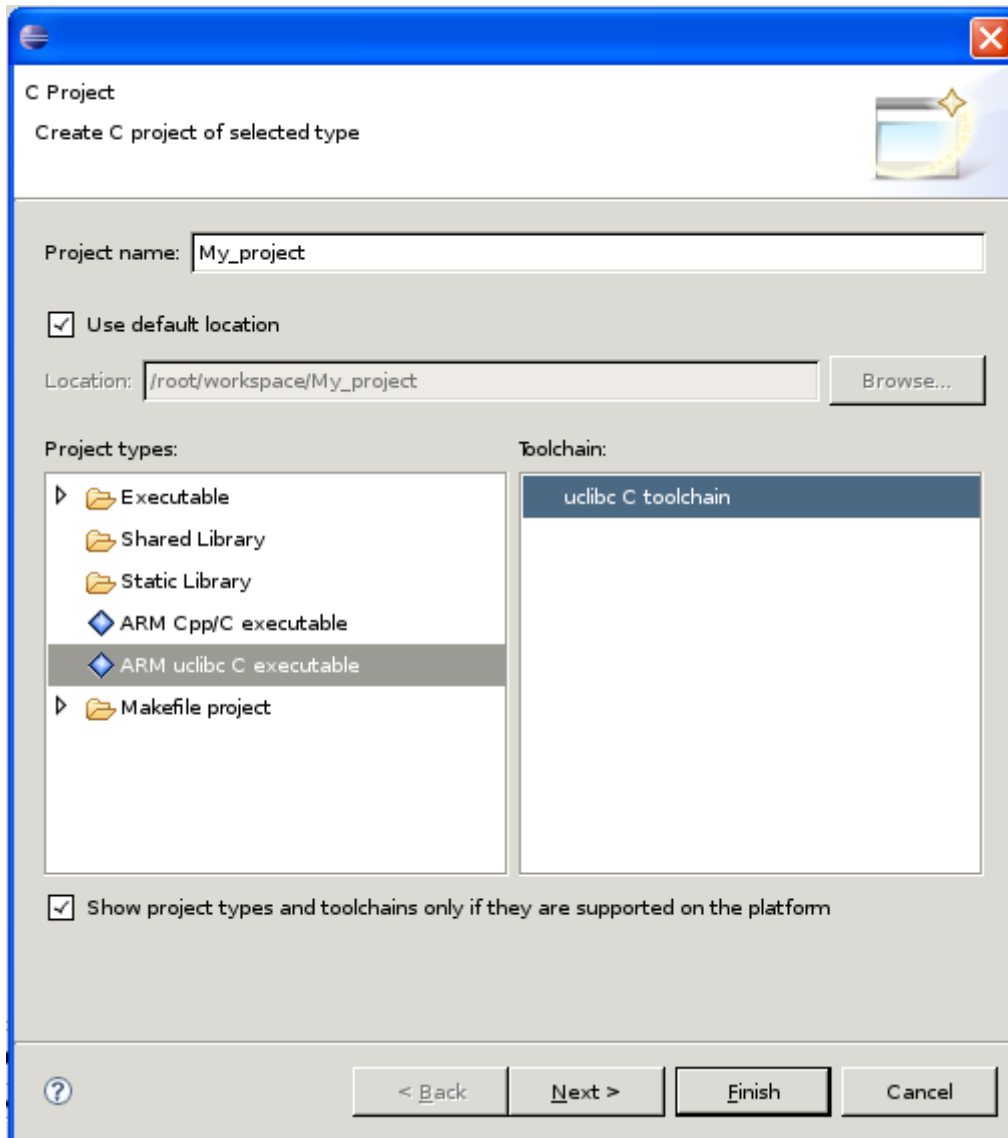 C Project
Create C project of selected type
Project name: My_project
Use default location
Location: /root/workspace/My_project Browse...
Project types: Toolchain:
Executable uclibc C toolchain
Shared Library
Static Library
ARM Cpp/C executable
ARM uclibc C executable
Makefile project
Show project types and toolchains only if they are supported on the platform
? < Back Next > Finish Cancel